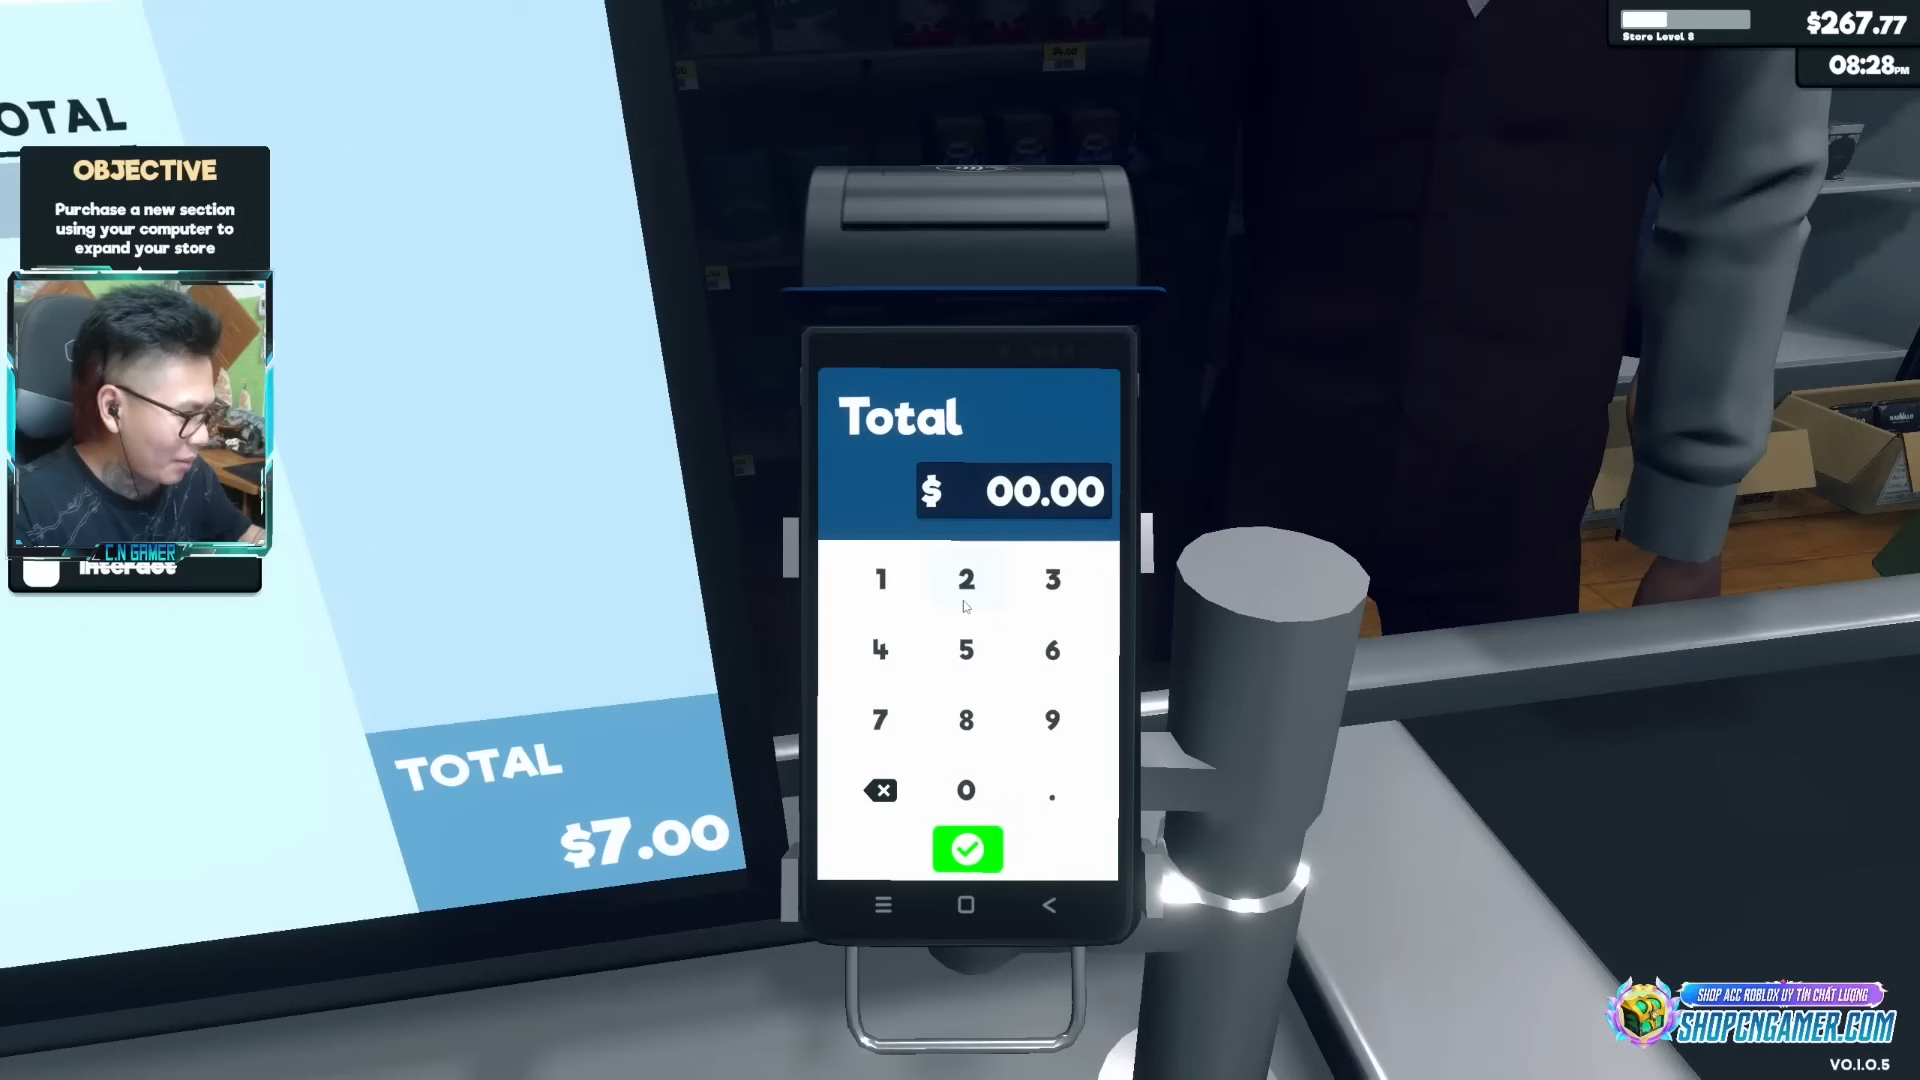 Store Level 8
$267.77
08:28PM
$4.00
OTAL
OBJECTIVE
Purchase a new section
using your computer to
expand your store
C.N GAMER
Interact
Total
$ 00.00
1 2 3
4 5 6
7 8 9
0 .
TOTAL
$7.00
SHOP ACC ROBLOX UY TÍN CHẤT LƯỢNG
SHOPCNGAMER.COM
V0.1.0.5